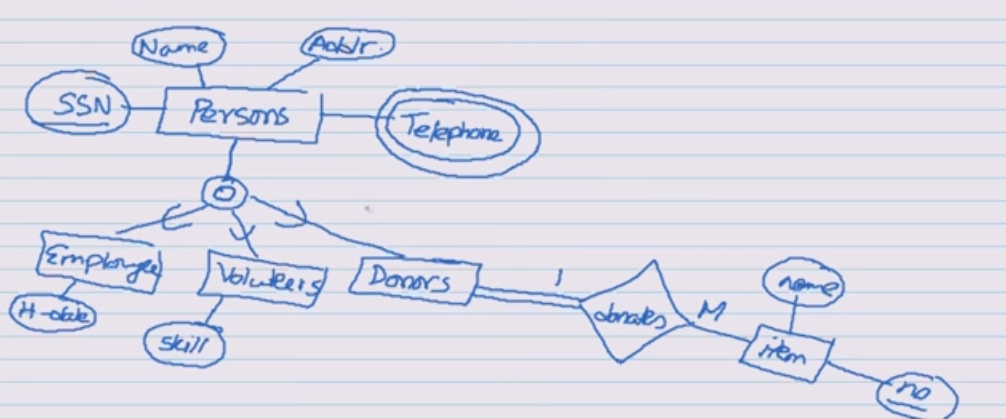 Name
Addr.
SSN
Persons
Telephone
O
Employee
Volunteers
Donors
1
M
donates
name
H-date
skill
item
no